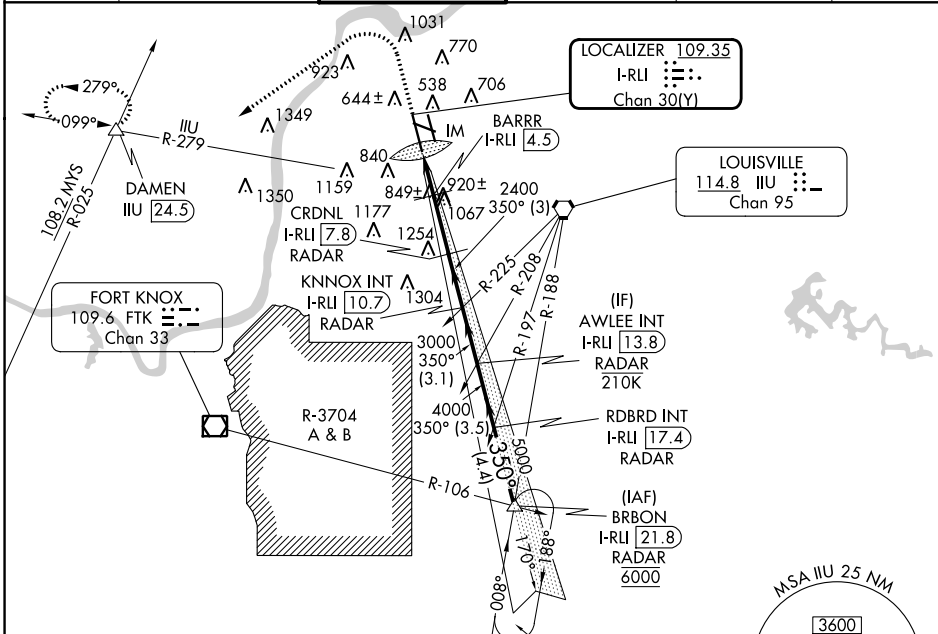 1031
770
923
644±
538
706
1349
LOCALIZER 109.35
I-RLI
Chan 30(Y)
279°
099°
IIU
R-279
IM
BARRR
I-RLI 4.5
DAMEN
IIU 24.5
108.2 MYS
R-025
840
1159
1350
849±
920±
1067
2400
350° (3)
LOUISVILLE
114.8 IIU
Chan 95
CRDNL
I-RLI 7.8
RADAR
1177
1254
KNNOX INT
I-RLI 10.7
RADAR
1304
R-225
R-208
R-197
R-188
FORT KNOX
109.6 FTK
Chan 33
3000
350°
(3.1)
(IF)
AWLEE INT
I-RLI 13.8
RADAR
210K
4000
350° (3.5)
R-3704
A & B
RDBRD INT
I-RLI 17.4
RADAR
350°
5000
(4.4)
R-106
(IAF)
BRBON
I-RLI 21.8
RADAR
6000
170°
188°
008°
MSA IIU 25 NM
3600